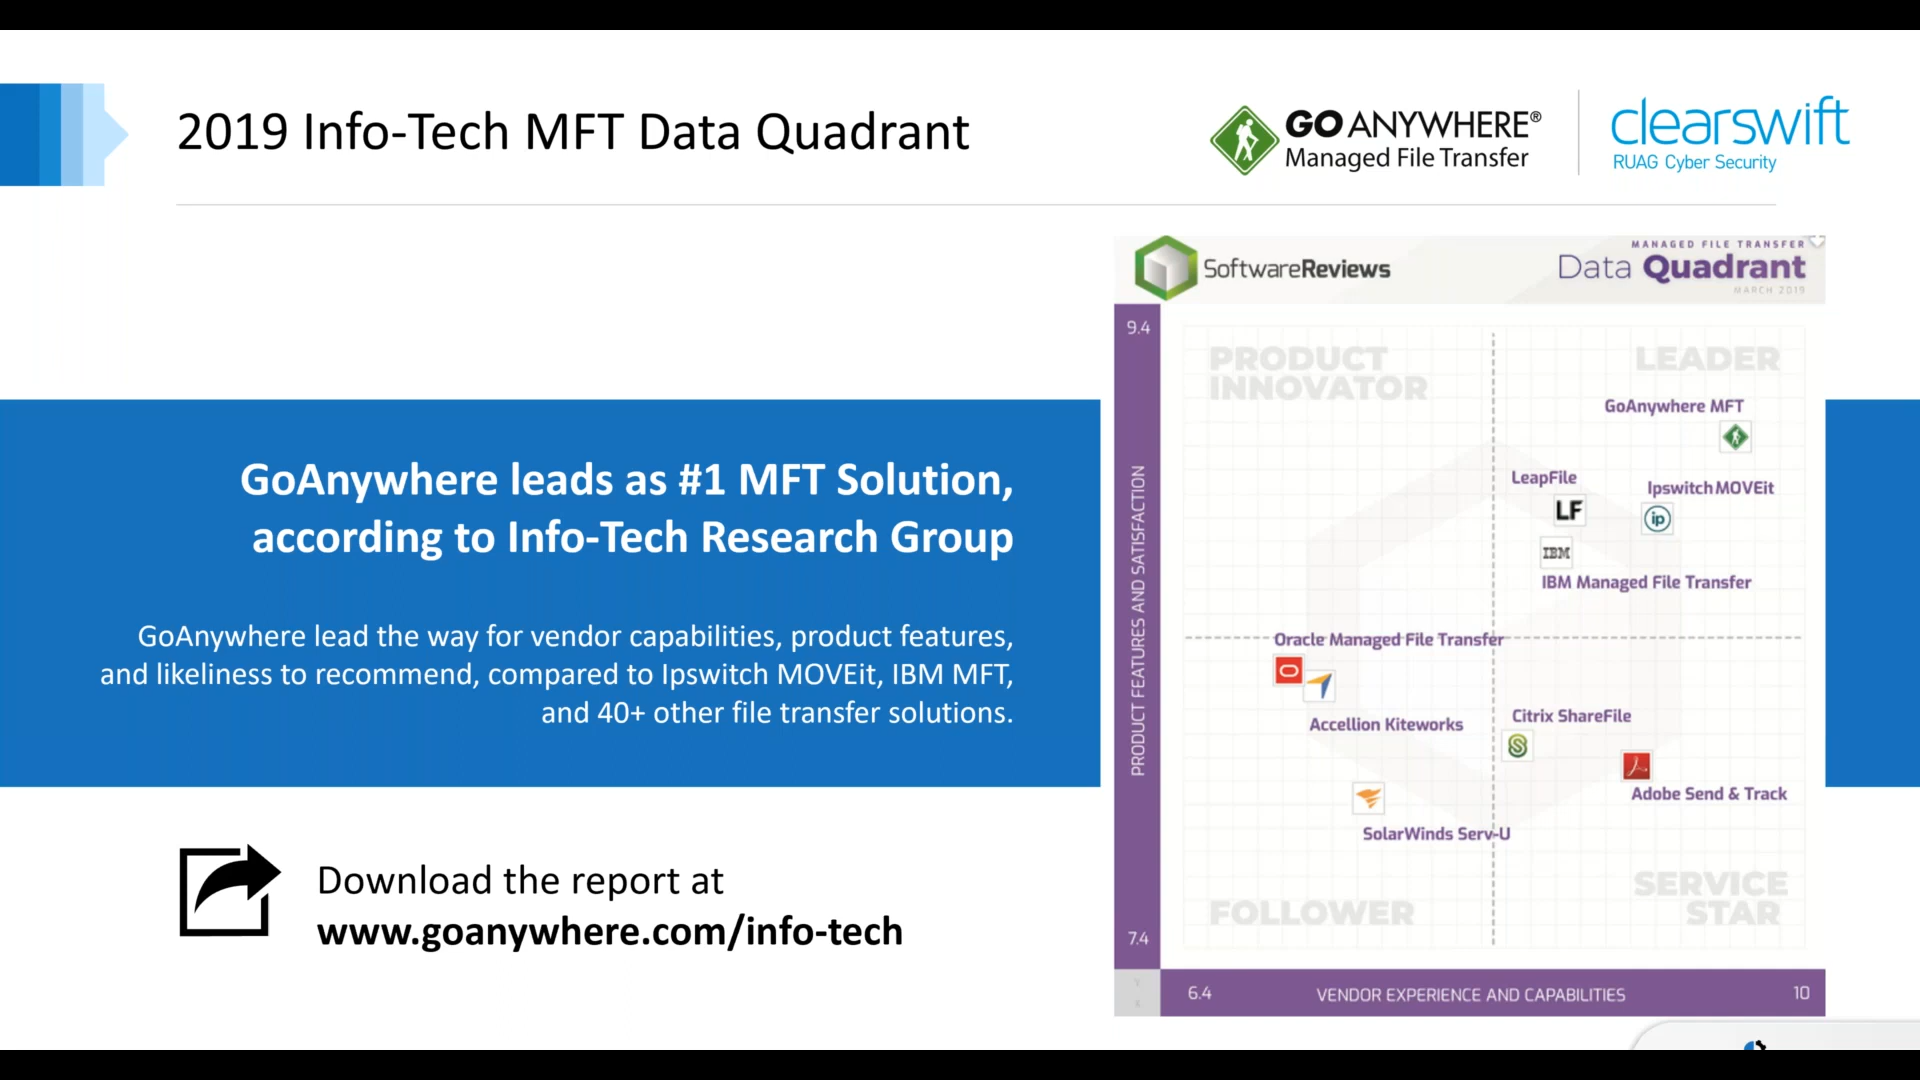 2019 Info-Tech MFT Data Quadrant
GO ANYWHERE®
Managed File Transfer
clearswift
RUAG Cyber Security
GoAnywhere leads as #1 MFT Solution,
according to Info-Tech Research Group
GoAnywhere lead the way for vendor capabilities, product features,
and likeliness to recommend, compared to Ipswitch MOVEit, IBM MFT,
and 40+ other file transfer solutions.
Download the report at
www.goanywhere.com/info-tech
SoftwareReviews
MANAGED FILE TRANSFER
Data Quadrant
MARCH 2019
9.4
PRODUCT FEATURES AND SATISFACTION
7.4
PRODUCT
INNOVATOR
LEADER
GoAnywhere MFT
LeapFile
LF
Ipswitch MOVEit
ip
IBM
IBM Managed File Transfer
Oracle Managed File Transfer
Accellion Kiteworks
Citrix ShareFile
Adobe Send & Track
SolarWinds Serv-U
FOLLOWER
SERVICE
STAR
6.4
VENDOR EXPERIENCE AND CAPABILITIES
10